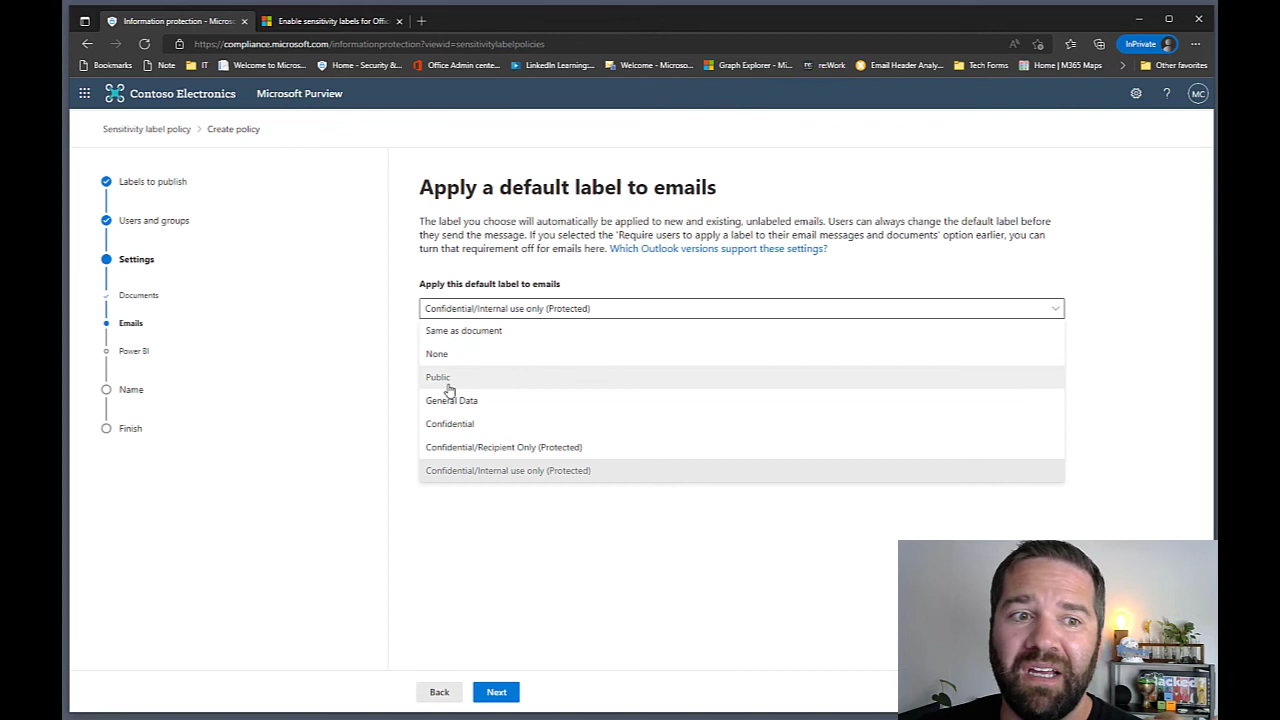 Information protection - Micros
Enable sensitivity labels for Offic
https://compliance.microsoft.com/informationprotection?viewid=sensitivitylabelpolicies
InPrivate
Bookmarks
Note
IT
Welcome to Micros...
Home - Security &...
Office Admin cente...
LinkedIn Learning:...
Welcome - Microso...
Graph Explorer - Mi...
re:Work
Email Header Analy...
Tech Forms
Home | M365 Maps
Other favorites
Contoso Electronics
Microsoft Purview
?
MC
Sensitivity label policy > Create policy
Labels to publish
Users and groups
Settings
Documents
Emails
Power BI
Name
Finish
Apply a default label to emails
The label you choose will automatically be applied to new and existing, unlabeled emails. Users can always change the default label before
they send the message. If you selected the 'Require users to apply a label to their email messages and documents' option earlier, you can
turn that requirement off for emails here. Which Outlook versions support these settings?
Apply this default label to emails
Confidential/Internal use only (Protected)
Same as document
None
Public
General Data
Confidential
Confidential/Recipient Only (Protected)
Confidential/Internal use only (Protected)
Back
Next